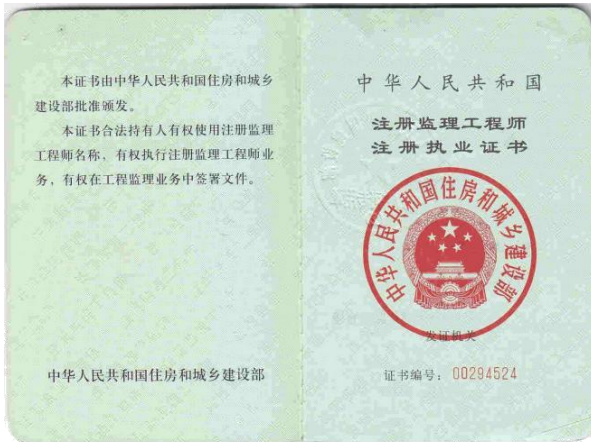 本证书由中华人民共和国住房和城乡
建设部批准颁发。
本证书合法持有人有权使用注册监理
工程师名称，有权执行注册监理工程师业
务，有权在工程监理业务中签署文件。
中华人民共和国住房和城乡建设部
中华人民共和国
注册监理工程师
注册执业证书
中华人民共和国住房和城乡建设部
发证机关
证书编号：00294524